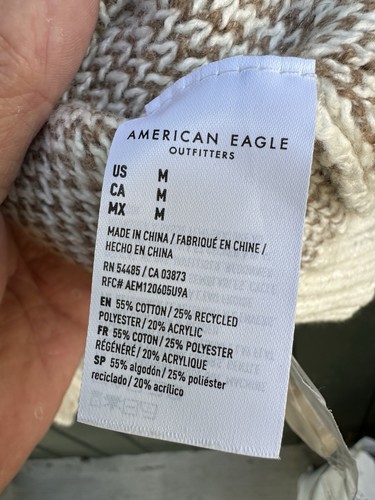 AMERICAN EAGLE
OUTFITTERS
US M
CA M
MX M
MADE IN CHINA / FABRIQUÉ EN CHINE /
HECHO EN CHINA
RN 54485 / CA 03873
RFC# AEM120605U9A
EN 55% COTTON / 25% RECYCLED
POLYESTER / 20% ACRYLIC
FR 55% COTON / 25% POLYESTER
RÉGÉNÉRÉ / 20% ACRYLIQUE
SP 55% algodón / 25% poliéster
reciclado / 20% acrílico